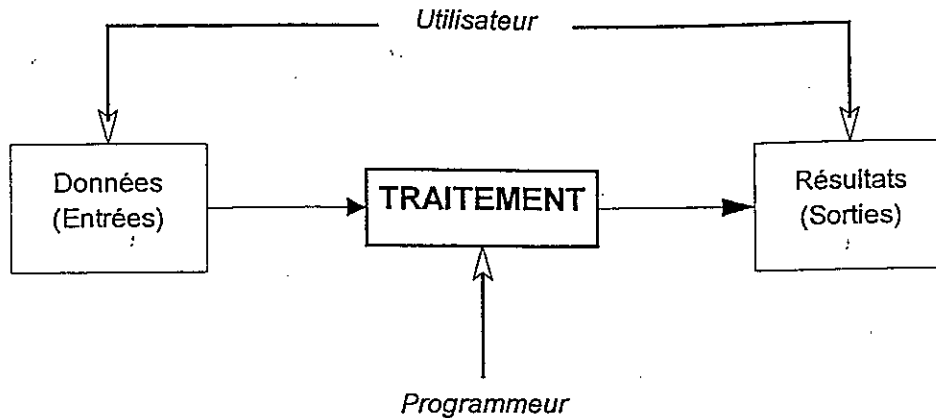 Utilisateur
Données
(Entrées)
TRAITEMENT
Résultats
(Sorties)
Programmeur